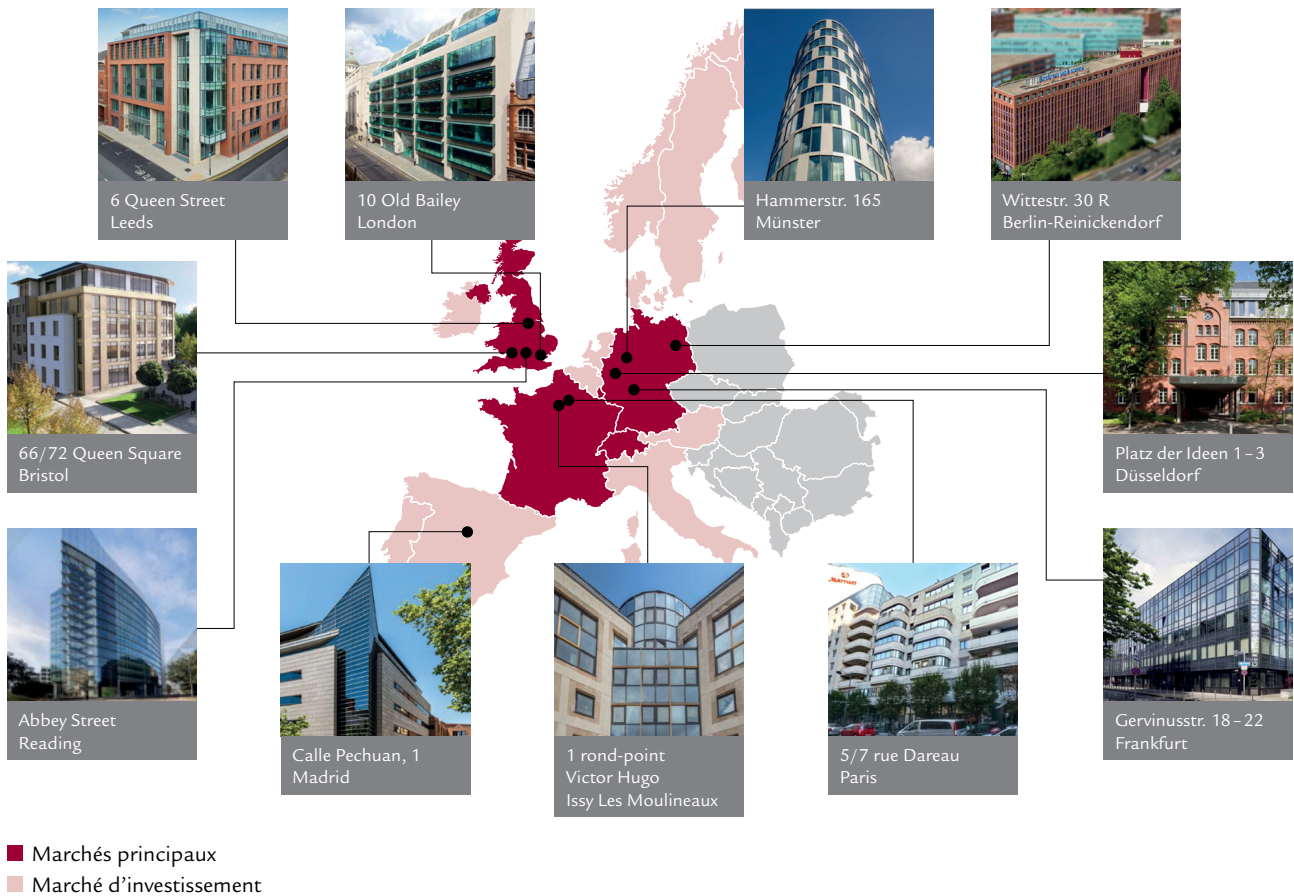 6 Queen Street
Leeds
10 Old Bailey
London
Hammerstr. 165
Münster
Wittestr. 30 R
Berlin-Reinickendorf
66/72 Queen Square
Bristol
Platz der Ideen 1–3
Düsseldorf
Abbey Street
Reading
Calle Pechuan, 1
Madrid
1 rond-point
Victor Hugo
Issy Les Moulineaux
Marriott
5/7 rue Dareau
Paris
Gervinusstr. 18–22
Frankfurt
Marchés principaux
Marché d’investissement